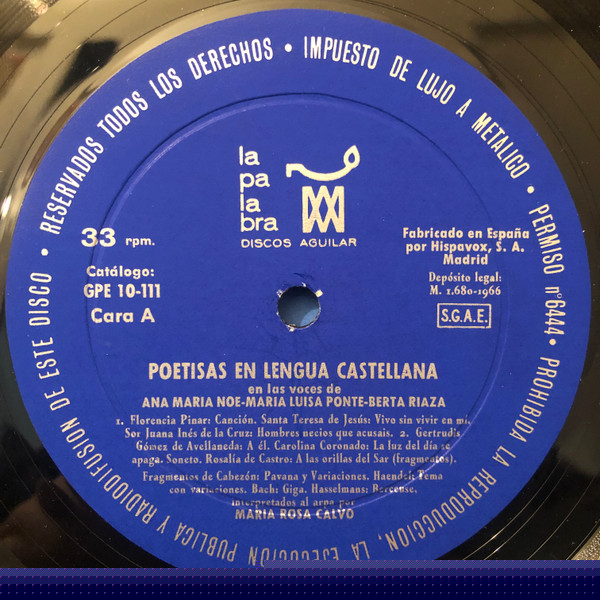 RESERVADOS TODOS LOS DERECHOS • IMPUESTO DE LUJO A METALICO • PERMISO nº 6444 • PROHIBIDA LA REPRODUCCION, LA EJECUCION PUBLICA Y RADIODIFUSION DE ESTE DISCO •
la
pa
la
bra
DISCOS AGUILAR
33 rpm.
Catálogo:
GPE 10-111
Cara A
Fabricado en España
por Hispavox, S. A.
Madrid
Depósito legal:
M. 1.680-1966
S.G.A.E.
POETISAS EN LENGUA CASTELLANA
en las voces de
ANA MARIA NOE-MARIA LUISA PONTE-BERTA RIAZA
1. Florencia Pinar: Canción. Santa Teresa de Jesús: Vivo sin vivir en mí.
Sor Juana Inés de la Cruz: Hombres necios que acusais. 2. Gertrudis
Gómez de Avellaneda: A él. Carolina Coronado: La luz del día se
apaga. Soneto. Rosalía de Castro: A las orillas del Sar (fragmentos).
Fragmentos de Cabezón: Pavana y Variaciones. Haendel: Tema
con variaciones. Bach: Giga. Hasselmans: Berceuse,
interpretados al arpa por
MARIA ROSA CALVO